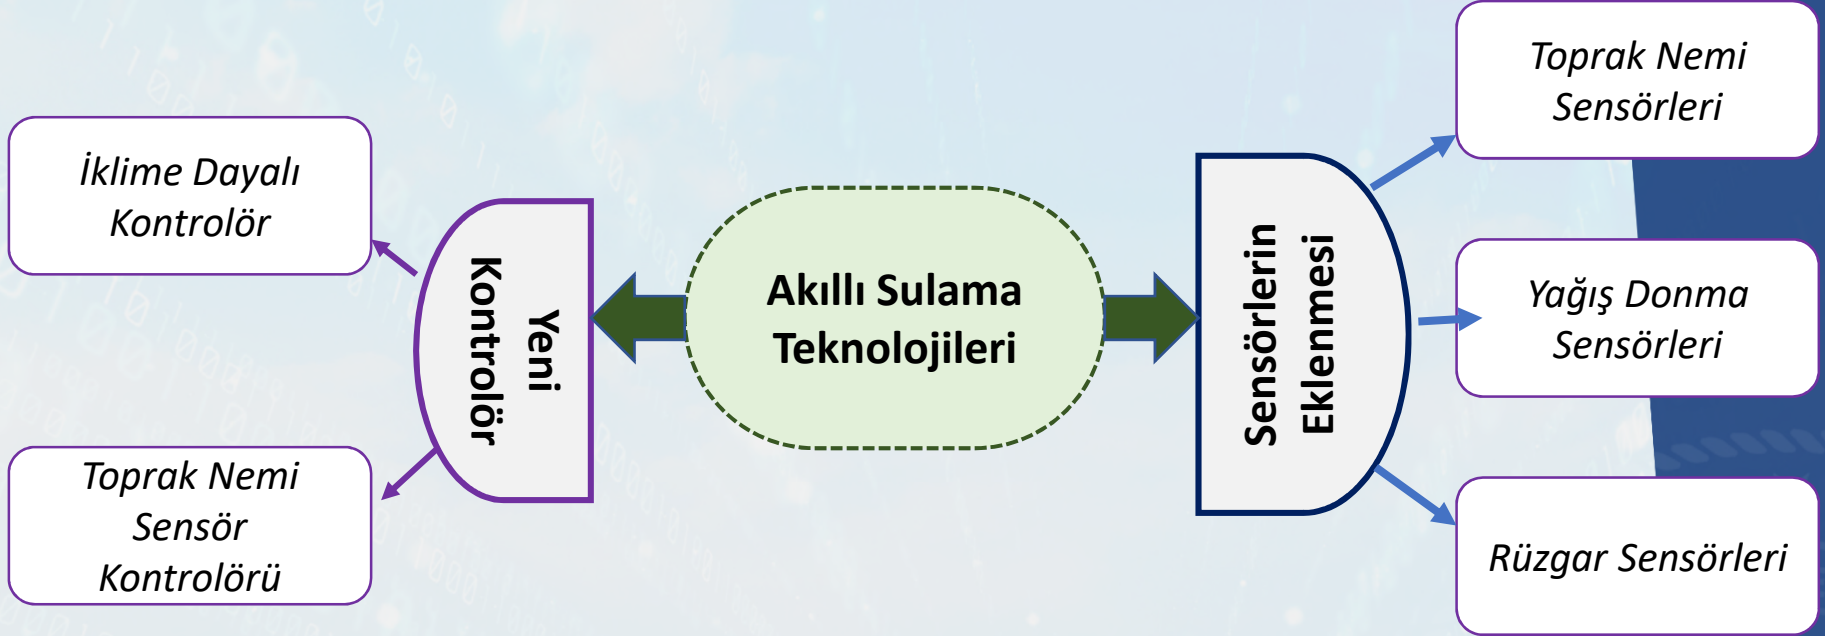 İklime Dayalı
Kontrolör
Toprak Nemi
Sensör
Kontrolörü
Yeni
Kontrolör
Akıllı Sulama
Teknolojileri
Sensörlerin
Eklenmesi
Toprak Nemi
Sensörleri
Yağış Donma
Sensörleri
Rüzgar Sensörleri